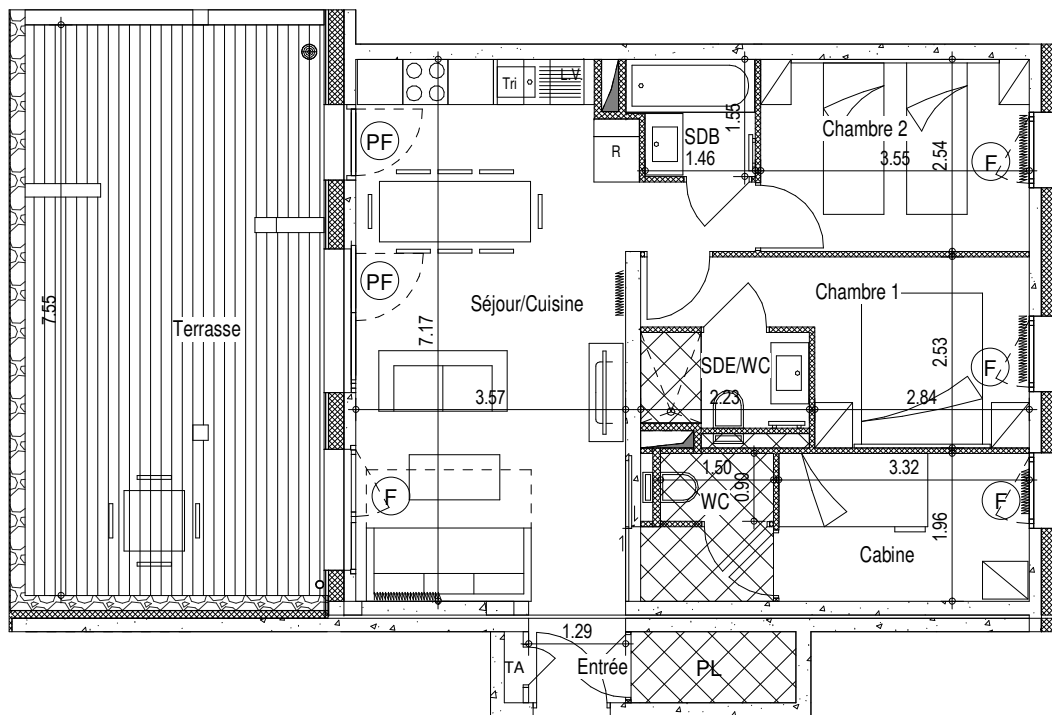 Tri
L.V
PF
R
SDB
1.46
1.55
Chambre 2
3.55
2.54
F
PF
Séjour/Cuisine
7.17
3.57
7.55
Terrasse
Chambre 1
2.53
2.84
F
SDE/WC
2.23
F
1.50
0.90
WC
3.32
1.96
F
Cabine
1.29
TA
Entrée
PL